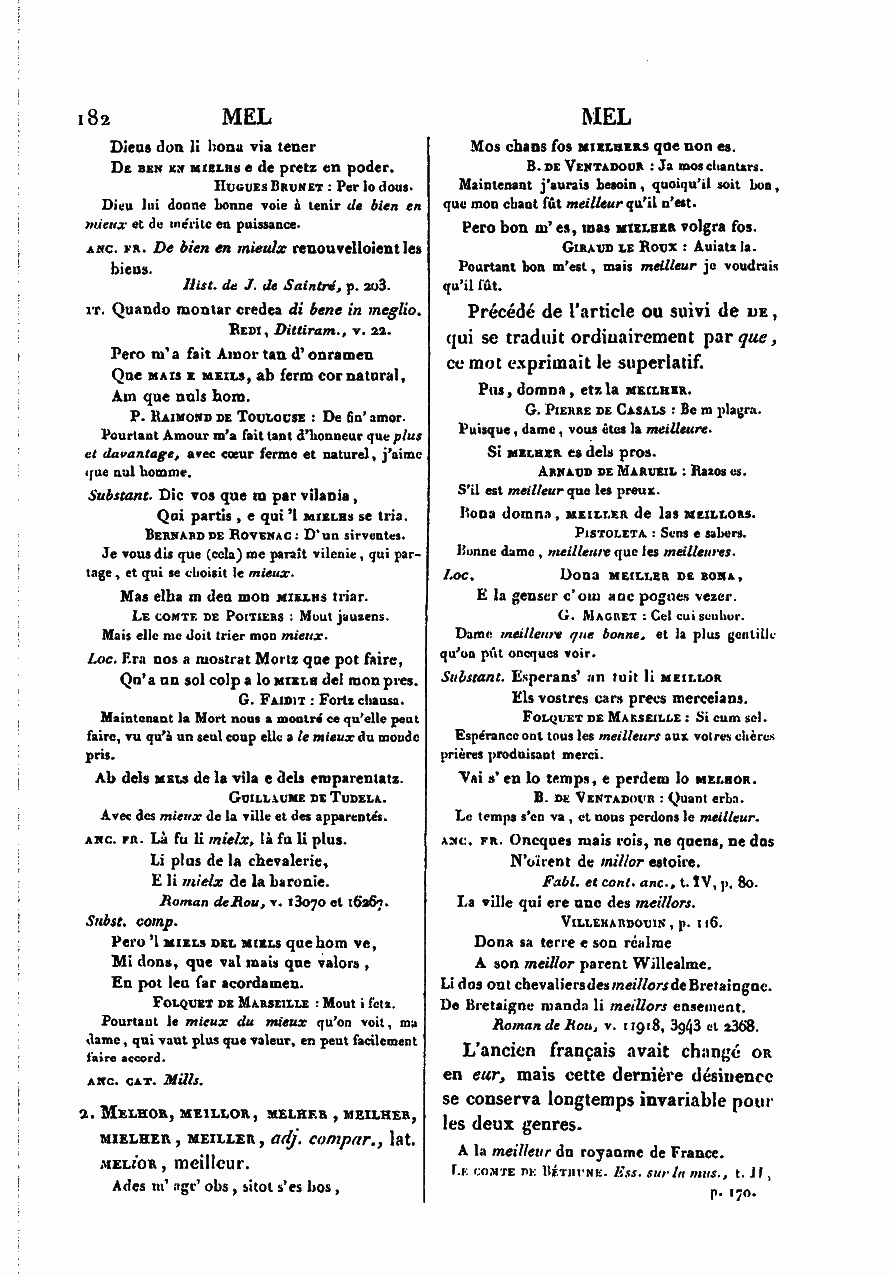 182 MEL MEL
Dieus don li bona via tener
DE BEN EN MIELHS e de pretz en poder.
HUGUES BRUNET : Per lo dous.
Dieu lui donne bonne voie à tenir de bien en
mieux et de mérite en puissance.
ANC. FR. De bien en mieulx renouvelloient les
biens.
Hist. de J. de Saintré, p. 203.
IT. Quando montar credea di bene in meglio.
REDI, Dittiram., v. 22.
Pero m'a fait Amor tan d'onramen
Que MAIS E MEILS, ab ferm cor natural,
Am que nuls hom.
P. RAIMOND DE TOULOUSE : De fin' amor.
Pourtant Amour m'a fait tant d'honneur que plus
et davantage, avec cœur ferme et naturel, j'aime
que nul homme.
Substant. Dic vos que m par vilania,
Qui partis, e qui 'l MIELHS se tria.
BERNARD DE ROVENAC : D'un sirventes.
Je vous dis que (cela) me paraît vilenie, qui par-
tage, et qui se choisit le mieux.
Mas elha m deu mon MIELHS triar.
LE COMTE DE POITIERS : Mout jauzens.
Mais elle me doit trier mon mieux.
Loc. Era nos a mostrat Mortz que pot faire,
Qu'a un sol colp a lo MIELH del mon pres.
G. FAIDIT : Fortz chausa.
Maintenant la Mort nous a montré ce qu'elle peut
faire, vu qu'à un seul coup elle a le mieux du monde
pris.
Ab dels MELS de la vila e dels emparentatz.
GUILLAUME DE TUDELA.
Avec des mieux de la ville et des apparentés.
ANC. FR. Là fu li mielx, là fu li plus.
Li plus de la chevalerie,
E li mielx de la baronie.
Roman de Rou, v. 13070 et 16267.
Subst. comp.
Pero 'l MIELS DEL MIELS que hom ve,
Mi dons, que val mais que valors,
En pot leu far acordamen.
FOLQUET DE MARSEILLE : Mout i fetz.
Pourtant le mieux du mieux qu'on voit, ma
dame, qui vaut plus que valeur, en peut facilement
faire accord.
ANC. CAT. Mills.
2. MELHOR, MEILLOR, MELHER, MEILHER,
MIELHER, MEILLER, adj. compar., lat.
MELiOR, meilleur.
Ades m' agr' obs, sitot s'es bos,
Mos chans fos MIELHERS que non es.
B. DE VENTADOUR : Ja mos chantars.
Maintenant j'aurais besoin, quoiqu'il soit bon,
que mon chant fût meilleur qu'il n'est.
Pero bon m'es, mas MIELHER volgra fos.
GIRAUD LE ROUX : Auiatz la.
Pourtant bon m'est, mais meilleur je voudrais
qu'il fût.
Précédé de l'article ou suivi de DE,
qui se traduit ordinairement par que,
ce mot exprimait le superlatif.
Pus, domna, etz la MEILHER.
G. PIERRE DE CASALS : Be m plagra.
Puisque, dame, vous êtes la meilleure.
Si MELHER es dels pros.
ARNAUD DE MARUEIL : Razos es.
S'il est meilleur que les preux.
Bona domna, MEILLER de las MEILLORS.
PISTOLETA : Sens e sabers.
Bonne dame, meilleure que les meilleures.
Loc. Dona MEILLER DE BONA,
E la genser c'om anc pogues vezer.
G. MAGRET : Cel cui senhor.
Dame meilleure que bonne, et la plus gentille
qu'on pût oncques voir.
Substant. Esperans' an tuit li MEILLOR
Els vostres cars precs merceians.
FOLQUET DE MARSEILLE : Si cum sel.
Espérance ont tous les meilleurs aux votres chères
prières produisant merci.
Vai s'en lo temps, e perdem lo MELHOR.
B. DE VENTADOUR : Quant erba.
Le temps s'en va, et nous perdons le meilleur.
ANC. FR. Oncques mais rois, ne quens, ne dus
N'oïrent de millor estoire.
Fabl. et cont. anc., t. IV, p. 80.
La ville qui ere une des meillors.
VILLEHARDOUIN, p. 116.
Dona sa terre e son réalme
A son meillor parent Willealme.
Li dus out chevaliers des meillors de Bretaingne.
De Bretaigne manda li meillors ensement.
Roman de Rou, v. 11918, 3943 et 2368.
L'ancien français avait changé OR
en eur, mais cette dernière désinence
se conserva longtemps invariable pour
les deux genres.
A la meilleur du royaume de France.
LE COMTE DE BÉTHUNE. Ess. sur la mus., t. II,
p. 170.